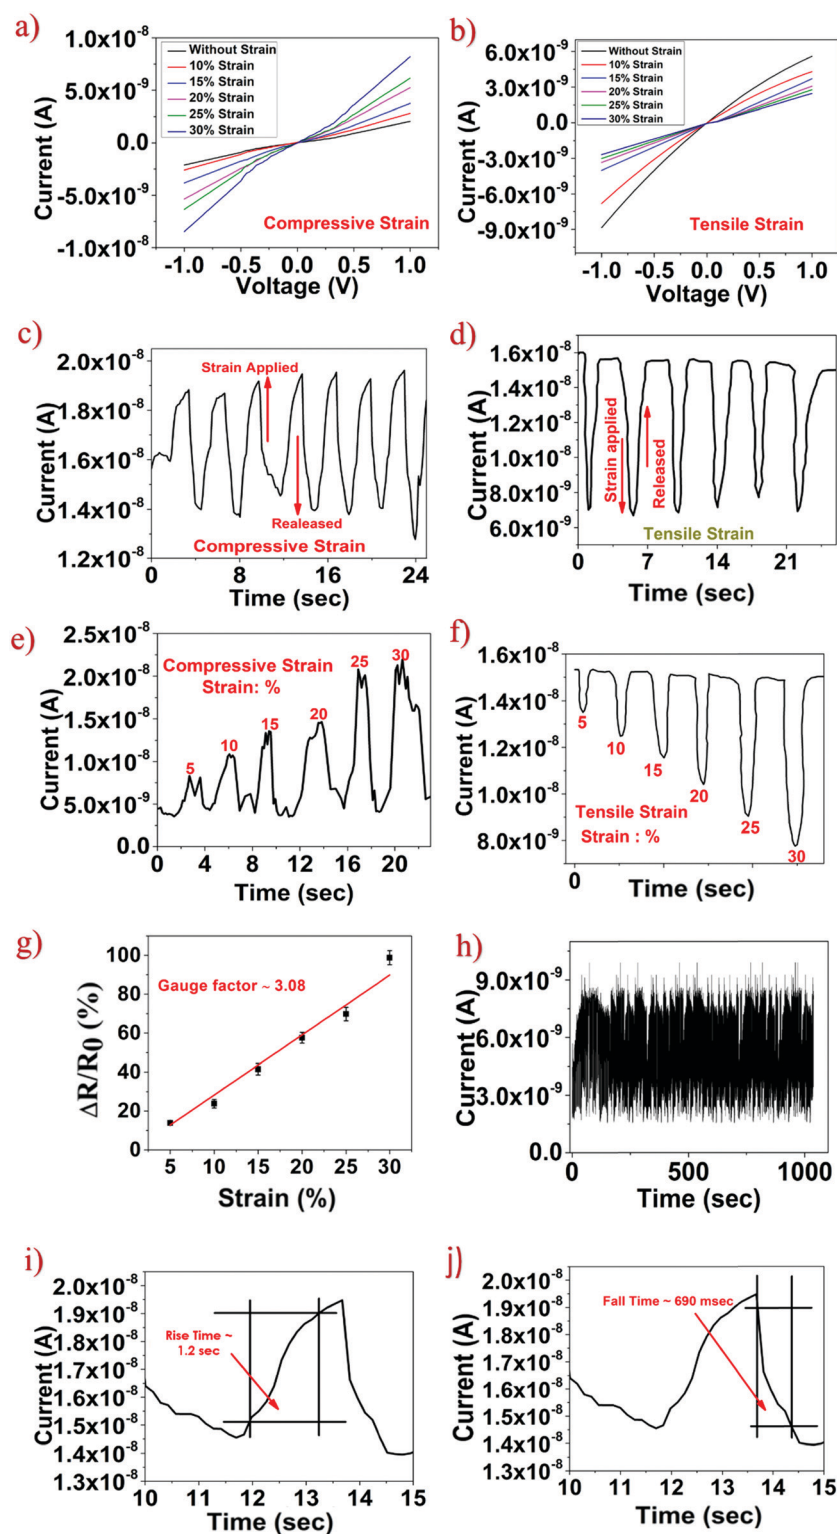 a)
1.0x10-8
5.0x10-9
0.0
-5.0x10-9
-1.0x10-8
Current (A)
Without Strain
10% Strain
15% Strain
20% Strain
25% Strain
30% Strain
Compressive Strain
-1.0 -0.5 0.0 0.5 1.0
Voltage (V)
b)
6.0x10-9
3.0x10-9
0.0
-3.0x10-9
-6.0x10-9
-9.0x10-9
Current (A)
Without Strain
10% Strain
15% Strain
20% Strain
25% Strain
30% Strain
Tensile Strain
-1.0 -0.5 0.0 0.5 1.0
Voltage (V)
c)
2.0x10-8
1.8x10-8
1.6x10-8
1.4x10-8
1.2x10-8
Current (A)
Strain Applied
Realeased
Compressive Strain
0 8 16 24
Time (sec)
d)
1.6x10-8
1.4x10-8
1.2x10-8
1.0x10-8
8.0x10-9
6.0x10-9
Current (A)
Strain applied
Released
Tensile Strain
0 7 14 21
Time (sec)
e)
2.5x10-8
2.0x10-8
1.5x10-8
1.0x10-8
5.0x10-9
0.0
Current (A)
Compressive Strain
Strain: %
5
10
15
20
25
30
0 4 8 12 16 20
Time (sec)
f)
1.6x10-8
1.4x10-8
1.2x10-8
1.0x10-8
8.0x10-9
Current (A)
5
10
15
20
25
30
Tensile Strain
Strain : %
0
Time (sec)
g)
100
80
60
40
20
0
ΔR/R0 (%)
Gauge factor ~ 3.08
5 10 15 20 25 30
Strain (%)
h)
9.0x10-9
6.0x10-9
3.0x10-9
0.0
Current (A)
0 500 1000
Time (sec)
i)
2.0x10-8
1.9x10-8
1.8x10-8
1.6x10-8
1.5x10-8
1.4x10-8
1.3x10-8
Current (A)
Rise Time ~
1.2 sec
10 11 12 13 14 15
Time (sec)
j)
2.0x10-8
1.9x10-8
1.8x10-8
1.6x10-8
1.5x10-8
1.4x10-8
1.3x10-8
Current (A)
Fall Time ~ 690 msec
10 11 12 13 14 15
Time (sec)